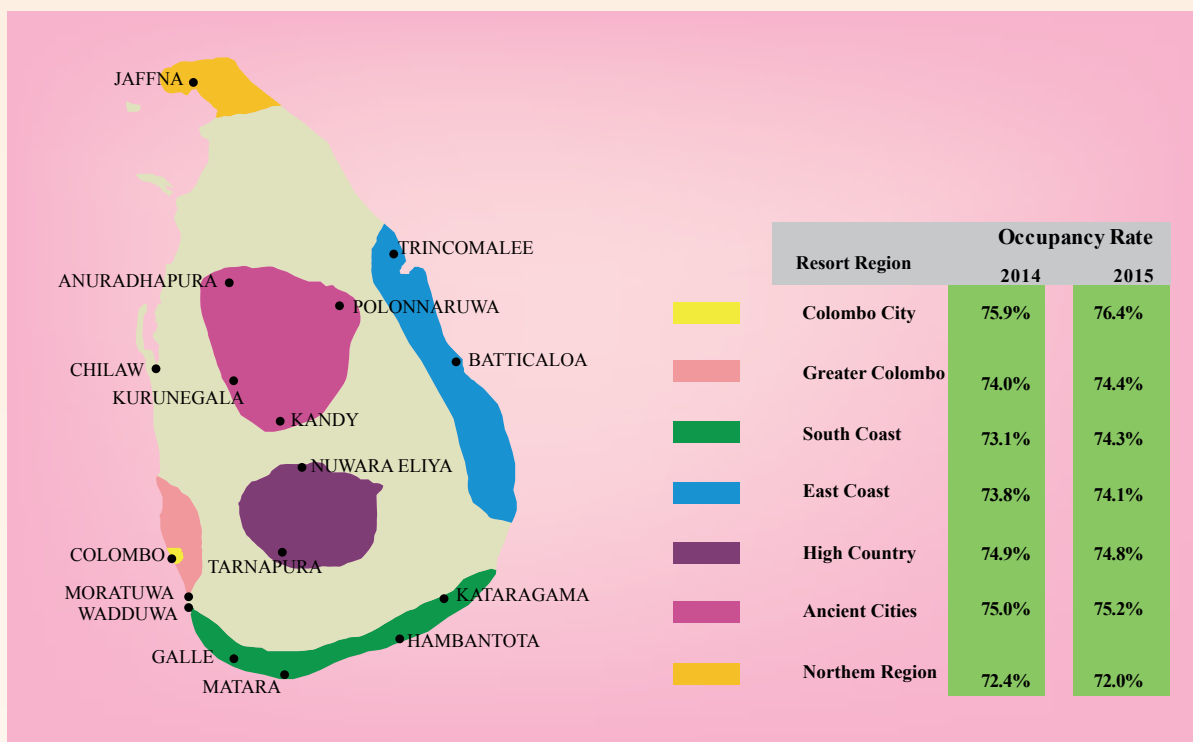 JAFFNA
TRINCOMALEE
ANURADHAPURA
POLONNARUWA
BATTICALOA
CHILAW
KURUNEGALA
KANDY
NUWARA ELIYA
COLOMBO
TARNAPURA
MORATUWA
WADDUWA
KATARAGAMA
HAMBANTOTA
GALLE
MATARA
Occupancy Rate
Resort Region 2014 2015
Colombo City 75.9% 76.4%
Greater Colombo 74.0% 74.4%
South Coast 73.1% 74.3%
East Coast 73.8% 74.1%
High Country 74.9% 74.8%
Ancient Cities 75.0% 75.2%
Northem Region 72.4% 72.0%